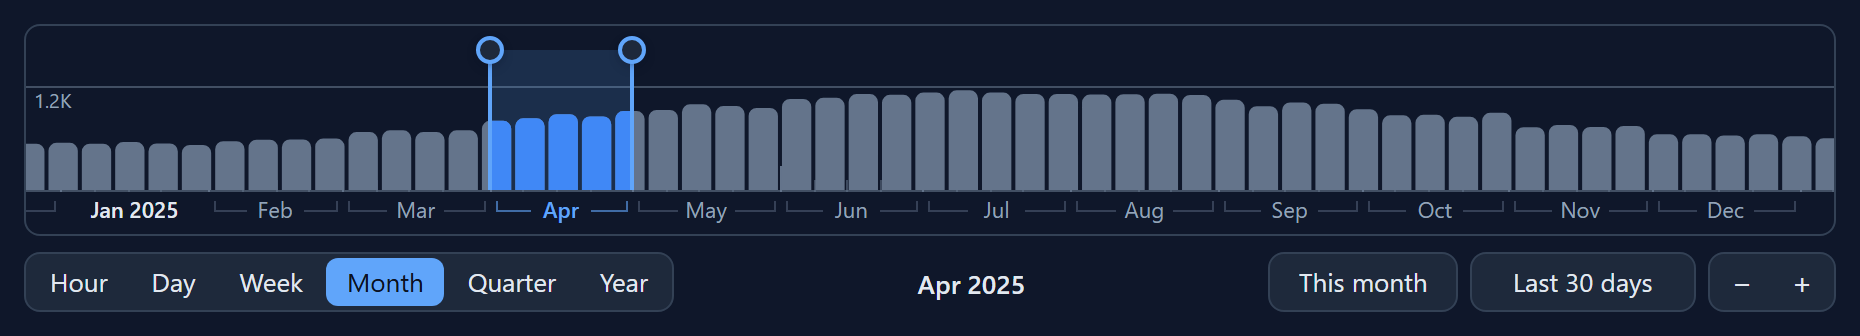 1.2K
Jan 2025 Feb Mar Apr May Jun Jul Aug Sep Oct Nov Dec
Hour Day Week Month Quarter Year Apr 2025 This month Last 30 days − +